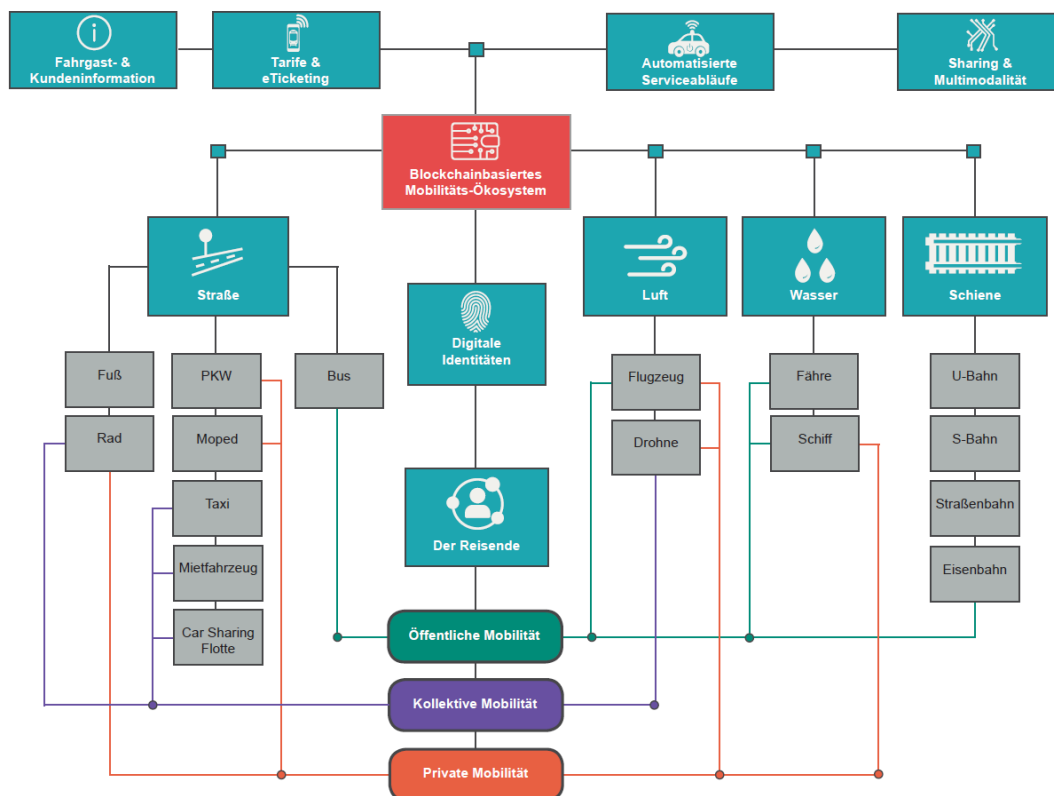 Fahrgast- &
Kundeninformation
Tarife &
eTicketing
Automatisierte
Serviceabläufe
Sharing &
Multimodalität
Blockchainbasiertes
Mobilitäts-Ökosystem
Straße
Luft
Wasser
Schiene
Digitale
Identitäten
Fuß
PKW
Bus
Flugzeug
Fähre
U-Bahn
Rad
Moped
Drohne
Schiff
S-Bahn
Taxi
Straßenbahn
Der Reisende
Mietfahrzeug
Eisenbahn
Car Sharing
Flotte
Öffentliche Mobilität
Kollektive Mobilität
Private Mobilität